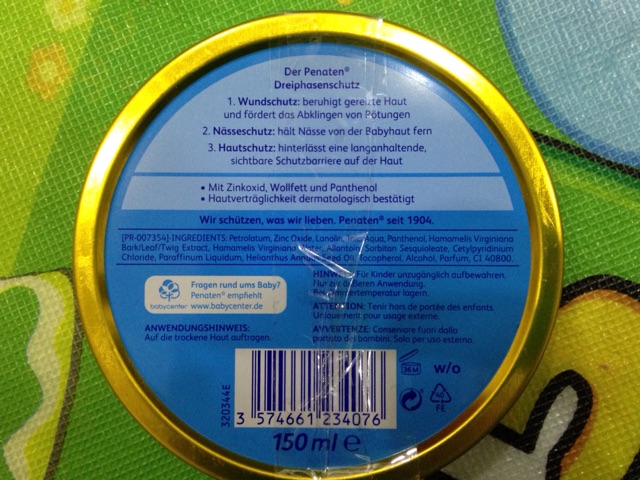 Der Penaten®
Dreiphasenschutz
1. Wundschutz: beruhigt gereizte Haut
und fördert das Abklingen von Rötungen
2. Nässeschutz: hält Nässe von der Babyhaut fern
3. Hautschutz: hinterlässt eine langanhaltende,
sichtbare Schutzbarriere auf der Haut
• Mit Zinkoxid, Wollfett und Panthenol
• Hautverträglichkeit dermatologisch bestätigt
Wir schützen, was wir lieben. Penaten® seit 1904.
[PR-007354]-INGREDIENTS: Petrolatum, Zinc Oxide, Lanolin, Talc, Aqua, Panthenol, Hamamelis Virginiana
Bark/Leaf/Twig Extract, Hamamelis Virginiana Water, Allantoin, Sorbitan Sesquioleate, Cetylpyridinium
Chloride, Paraffinum Liquidum, Helianthus Annuus Seed Oil, Tocopherol, Alcohol, Parfum, CI 40800.
babycenter
Fragen rund ums Baby?
Penaten® empfiehlt
www.babycenter.de
HINWEIS: Für Kinder unzugänglich aufbewahren.
Nur zur äußeren Anwendung.
Bei Zimmertemperatur lagern.
ATTENTION: Tenir hors de portée des enfants.
Uniquement pour usage externe.
ANWENDUNGSHINWEIS:
Auf die trockene Haut auftragen.
AVVERTENZE: Conservare fuori dalla
portata dei bambini. Solo per uso esterno.
320344E
3 574661 234076
36 M
w/o
40
FE
150 ml e